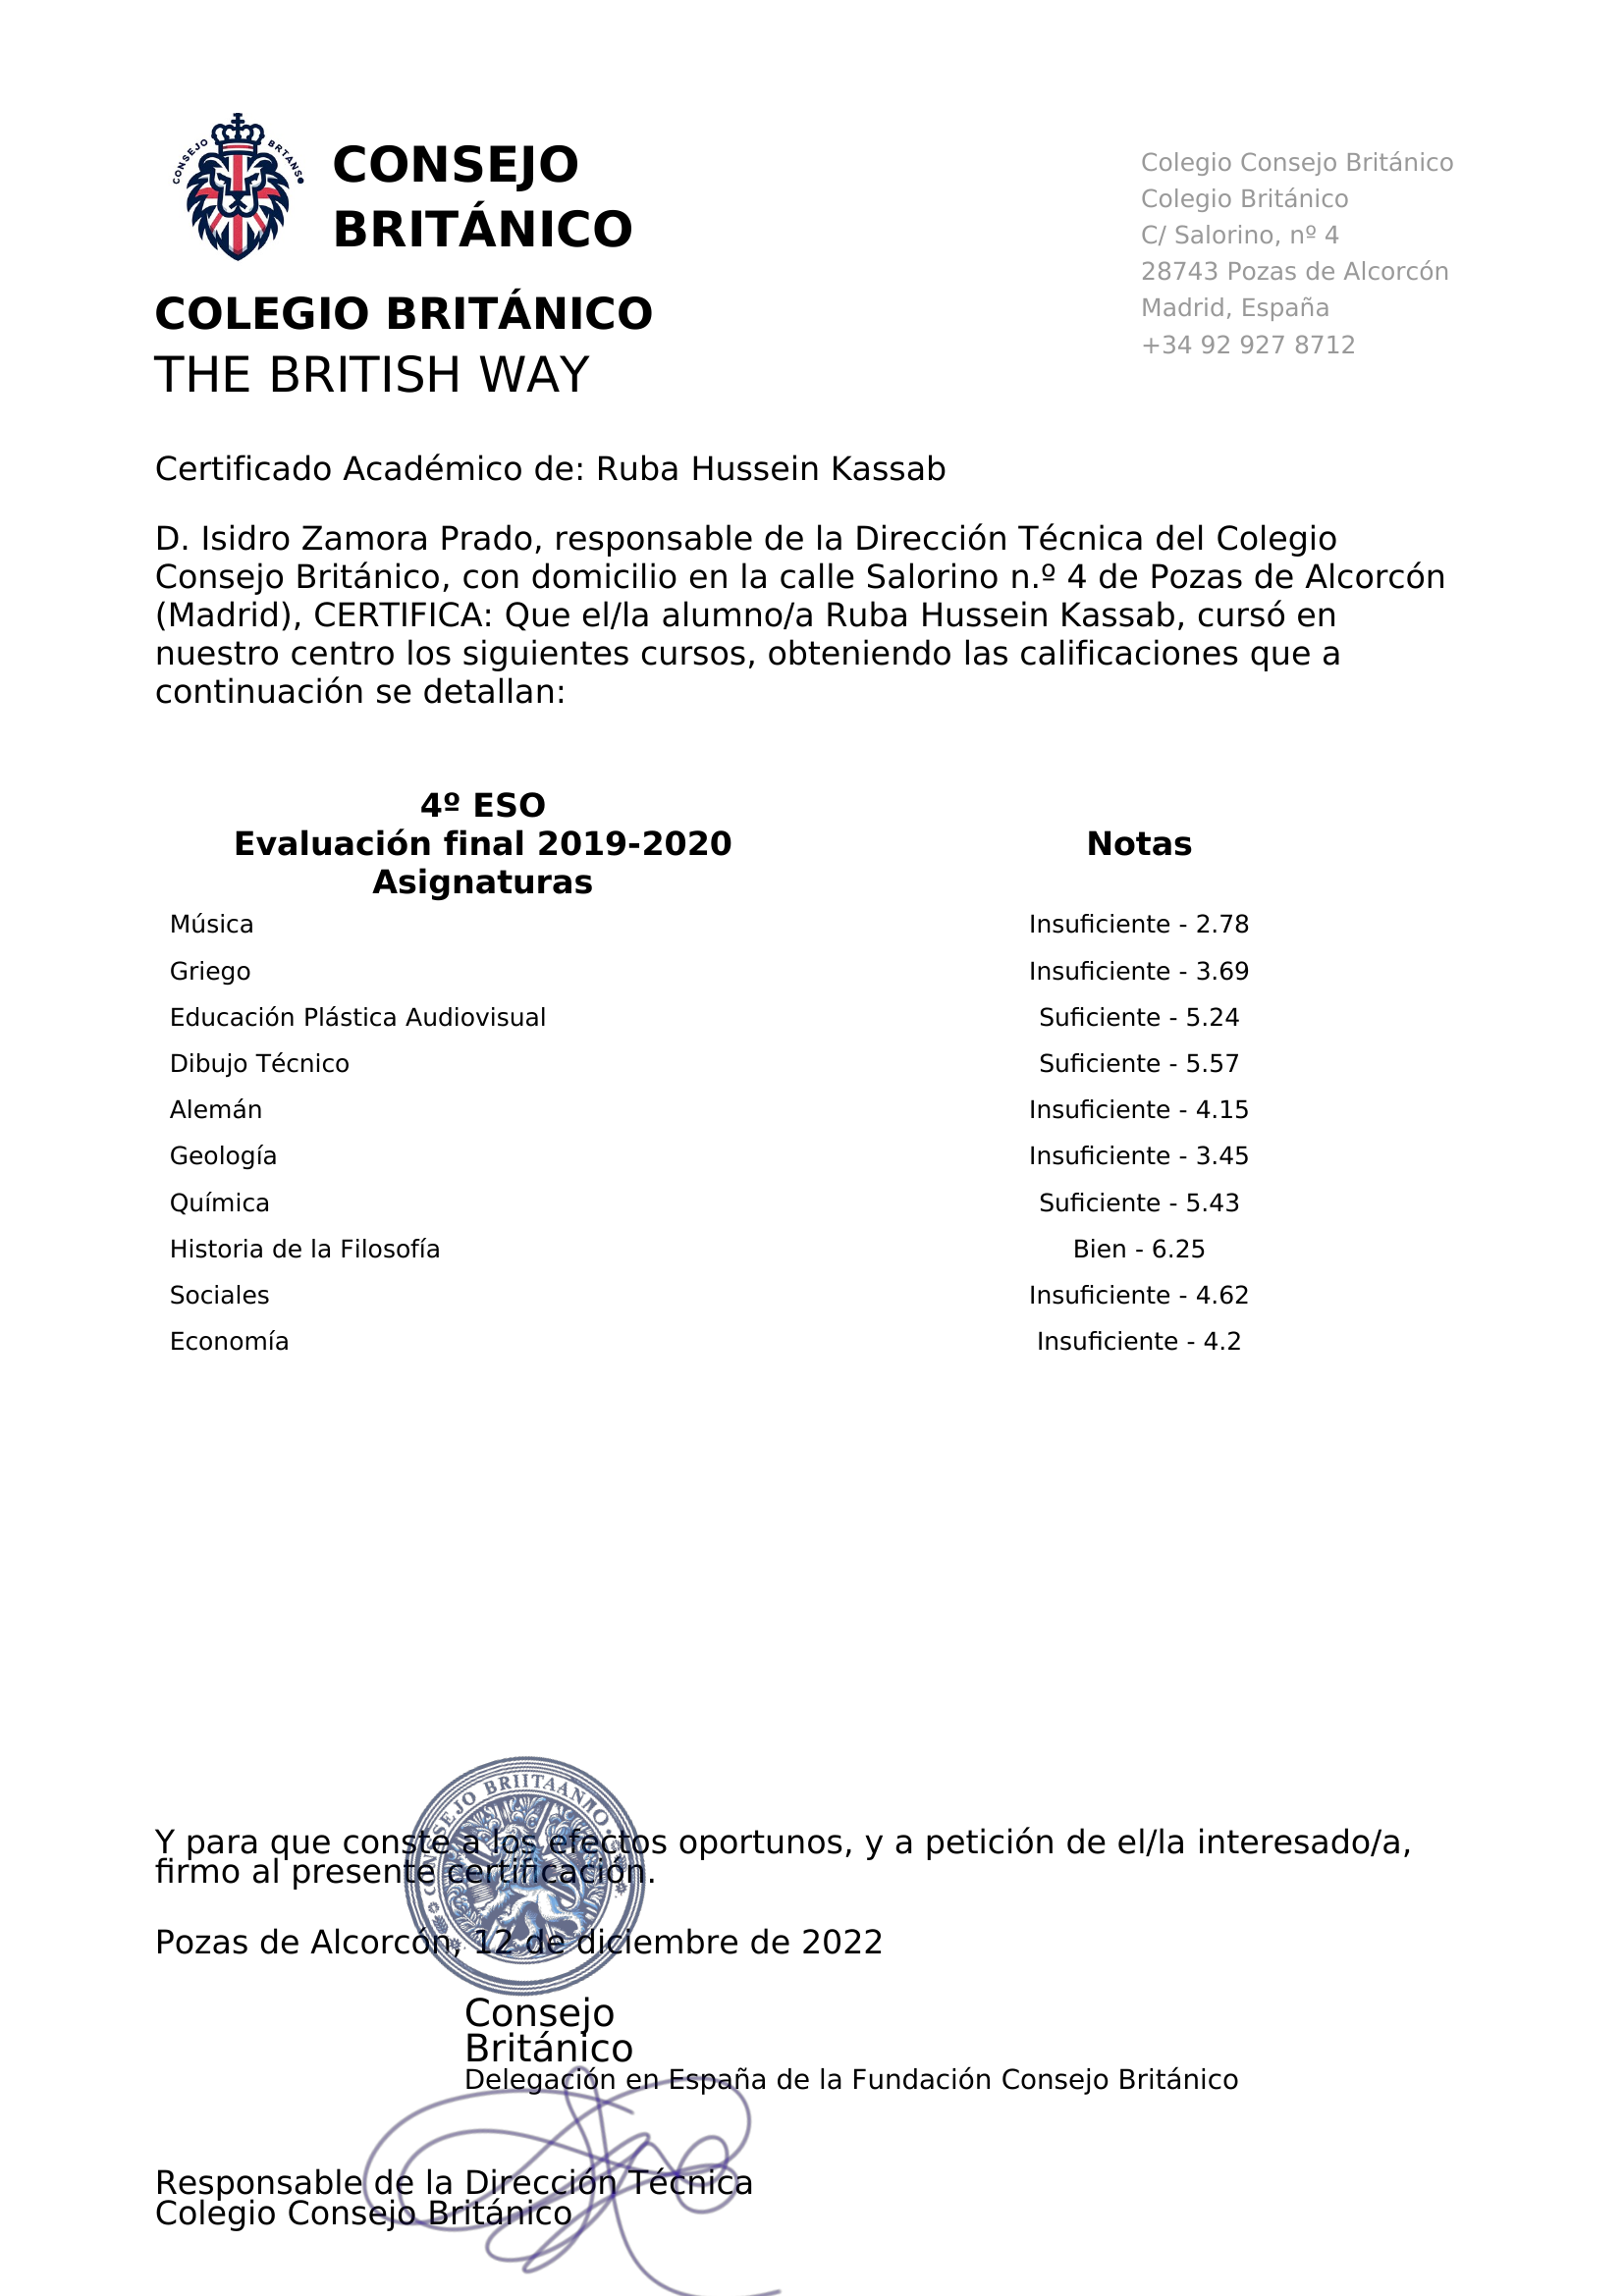 CONSEJO BRTANS
CONSEJO
BRITÁNICO
COLEGIO BRITÁNICO
THE BRITISH WAY
Colegio Consejo Británico
Colegio Británico
C/ Salorino, nº 4
28743 Pozas de Alcorcón
Madrid, España
+34 92 927 8712
Certificado Académico de: Ruba Hussein Kassab
D. Isidro Zamora Prado, responsable de la Dirección Técnica del Colegio
Consejo Británico, con domicilio en la calle Salorino n.º 4 de Pozas de Alcorcón
(Madrid), CERTIFICA: Que el/la alumno/a Ruba Hussein Kassab, cursó en
nuestro centro los siguientes cursos, obteniendo las calificaciones que a
continuación se detallan:
4º ESO
Evaluación final 2019-2020 Notas
Asignaturas
Música Insuficiente - 2.78
Griego Insuficiente - 3.69
Educación Plástica Audiovisual Suficiente - 5.24
Dibujo Técnico Suficiente - 5.57
Alemán Insuficiente - 4.15
Geología Insuficiente - 3.45
Química Suficiente - 5.43
Historia de la Filosofía Bien - 6.25
Sociales Insuficiente - 4.62
Economía Insuficiente - 4.2
Y para que conste a los efectos oportunos, y a petición de el/la interesado/a,
firmo al presente certificación.
Pozas de Alcorcón, 12 de diciembre de 2022
Consejo
Británico
Delegación en España de la Fundación Consejo Británico
Responsable de la Dirección Técnica
Colegio Consejo Británico